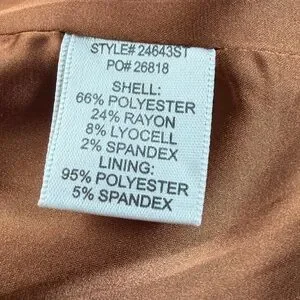 STYLE# 24643ST
PO# 26818
SHELL:
66% POLYESTER
24% RAYON
8% LYOCELL
2% SPANDEX
LINING:
95% POLYESTER
5% SPANDEX